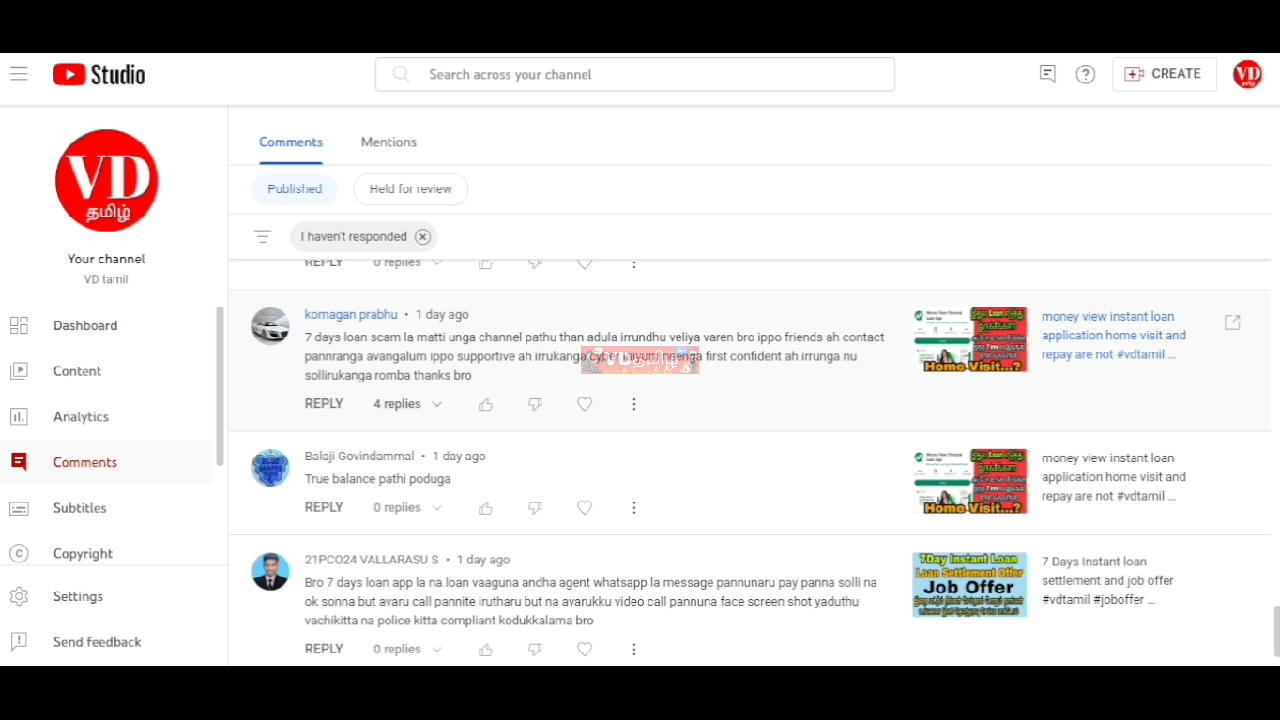 Studio
Search across your channel
CREATE
VD
VD
தமிழ்
Your channel
VD tamil
Dashboard
Content
Analytics
Comments
Subtitles
Copyright
Settings
Send feedback
Comments
Mentions
Published
Held for review
I haven't responded
REPLY
0 replies
komagan prabhu • 1 day ago
7 days loan scam la matti unga channel pathu than adula irrundhu veliya varen bro ippo friends ah contact
pannranga avangalum ippo supportive ah irrukanga cyber first confident ah irrunga nu
sollirukanga romba thanks bro
VDதமிழ்
REPLY
4 replies
Home Visit...?
money view instant loan
application home visit and
repay are not #vdtamil ...
Balaji Govindammal • 1 day ago
True balance pathi poduga
REPLY
0 replies
Home Visit...?
money view instant loan
application home visit and
repay are not #vdtamil ...
21PCO24 VALLARASU S • 1 day ago
Bro 7 days loan app la na loan vaaguna andha agent whatsapp la message pannunaru pay panna solli na
ok sonna but avaru call pannite irutharu but na avarukku video call pannuna face screen shot yaduthu
vachikitta na police kitta compliant kodukkalama bro
REPLY
0 replies
7Day Instant Loan
Loan Settlement Offer
Job Offer
7 Days Instant loan
settlement and job offer
#vdtamil #joboffer ...